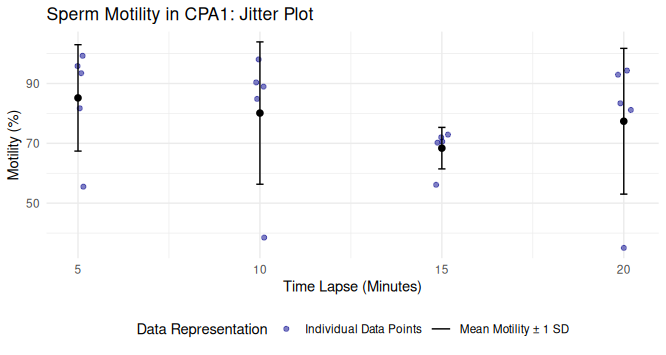 Sperm Motility in CPA1: Jitter Plot
Motility (%)
90
70
50
5 10 15 20
Time Lapse (Minutes)
Data Representation Individual Data Points Mean Motility ± 1 SD